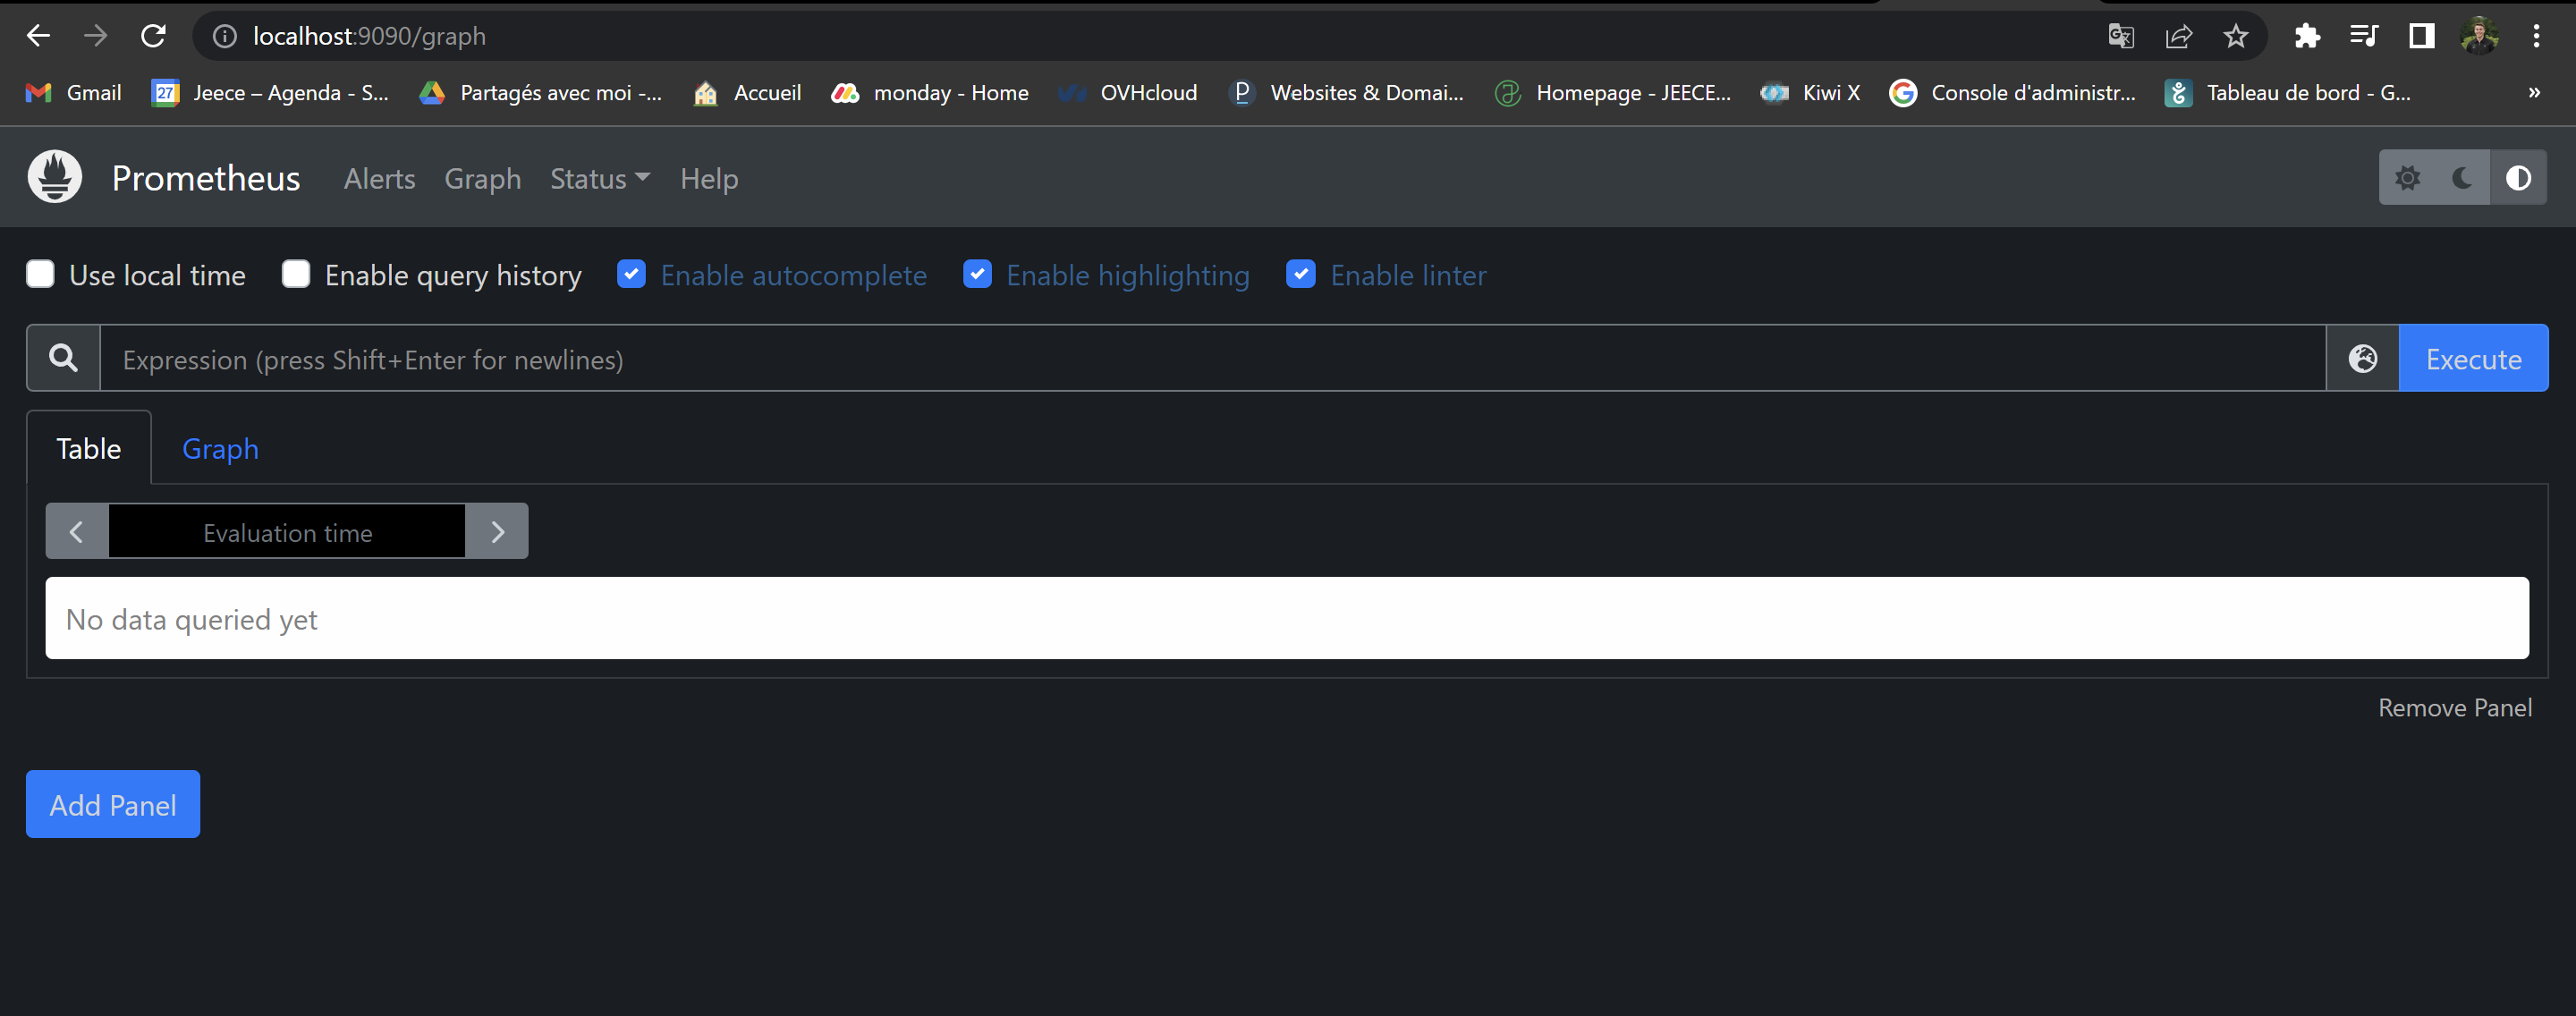 localhost:9090/graph
Gmail 27 Jeece – Agenda - S... Partagés avec moi -... Accueil monday - Home OVHcloud P Websites & Domai... Homepage - JEECE... Kiwi X G Console d'administr... Tableau de bord - G... »
Prometheus Alerts Graph Status Help
Use local time Enable query history Enable autocomplete Enable highlighting Enable linter
Expression (press Shift+Enter for newlines) Execute
Table Graph
Evaluation time
No data queried yet
Remove Panel
Add Panel